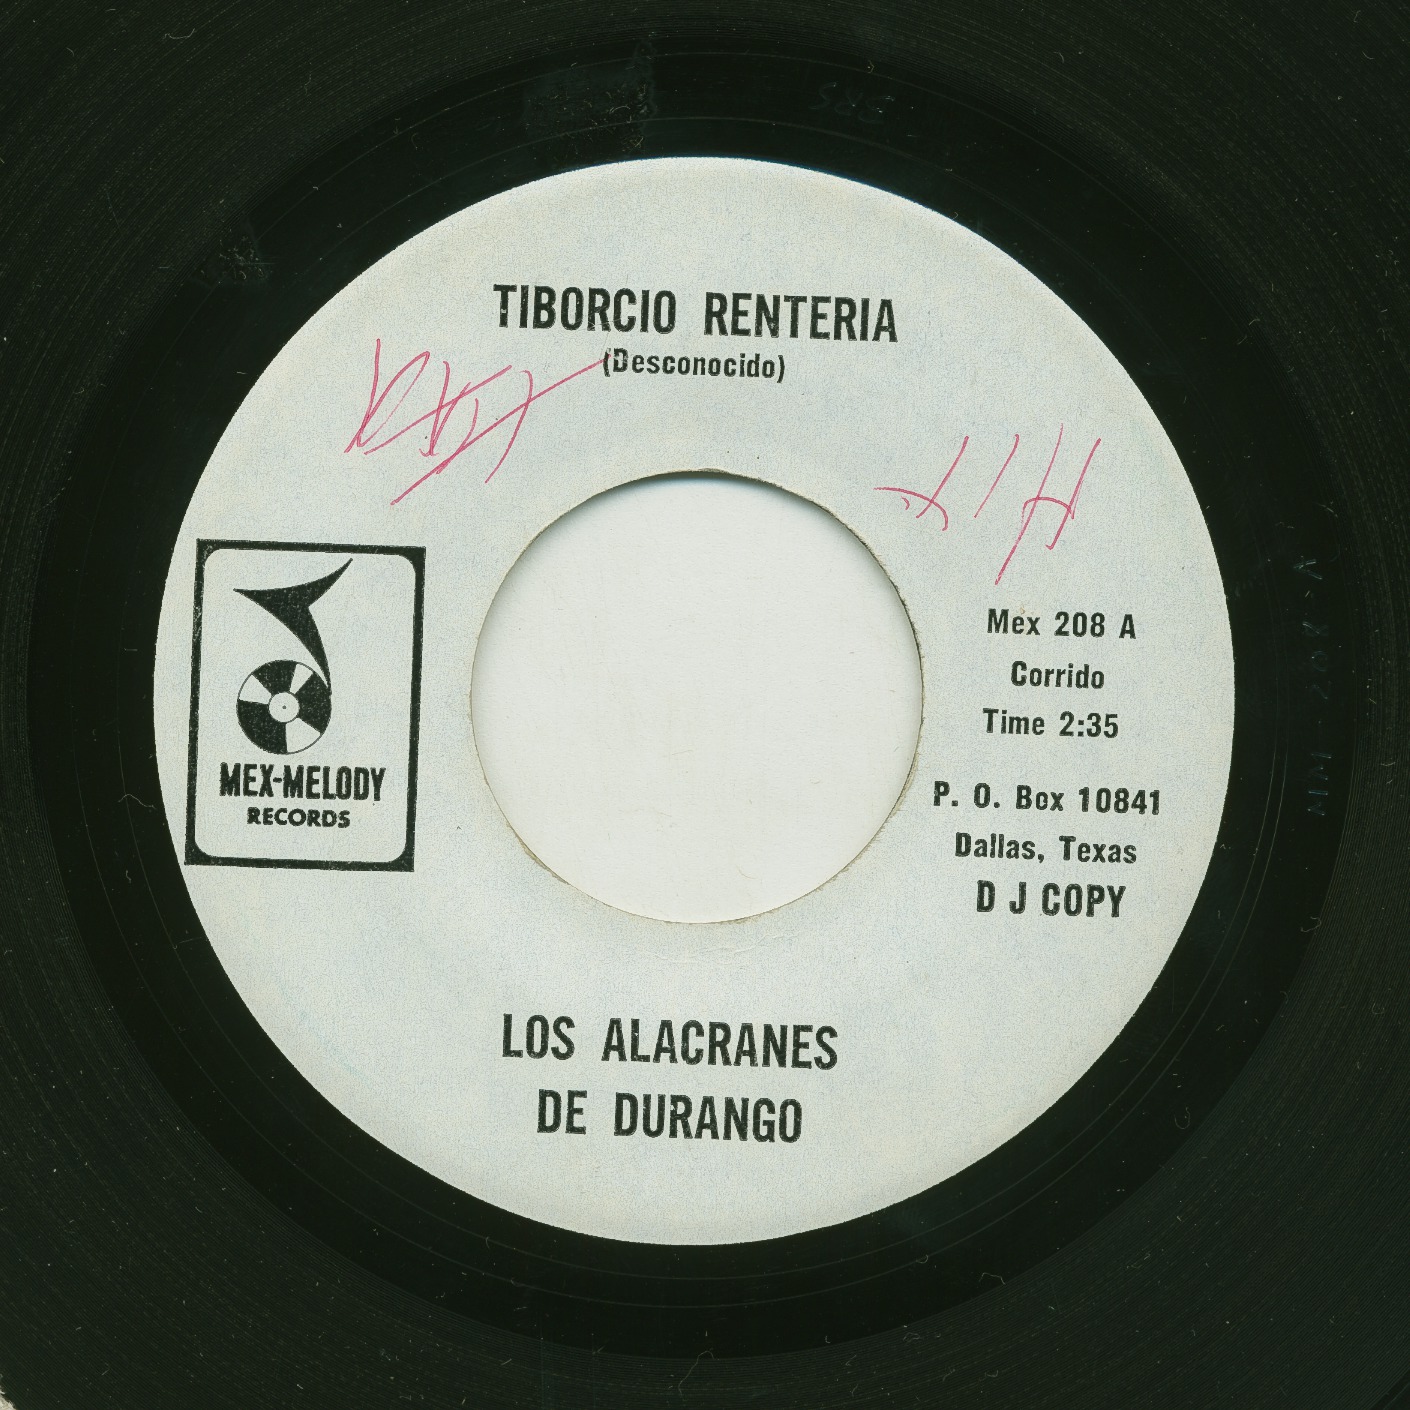 TIBORCIO RENTERIA
(Desconocido)
HIT
MEX-MELODY
RECORDS
Mex 208 A
Corrido
Time 2:35
P. O. Box 10841
Dallas, Texas
D J COPY
LOS ALACRANES
DE DURANGO